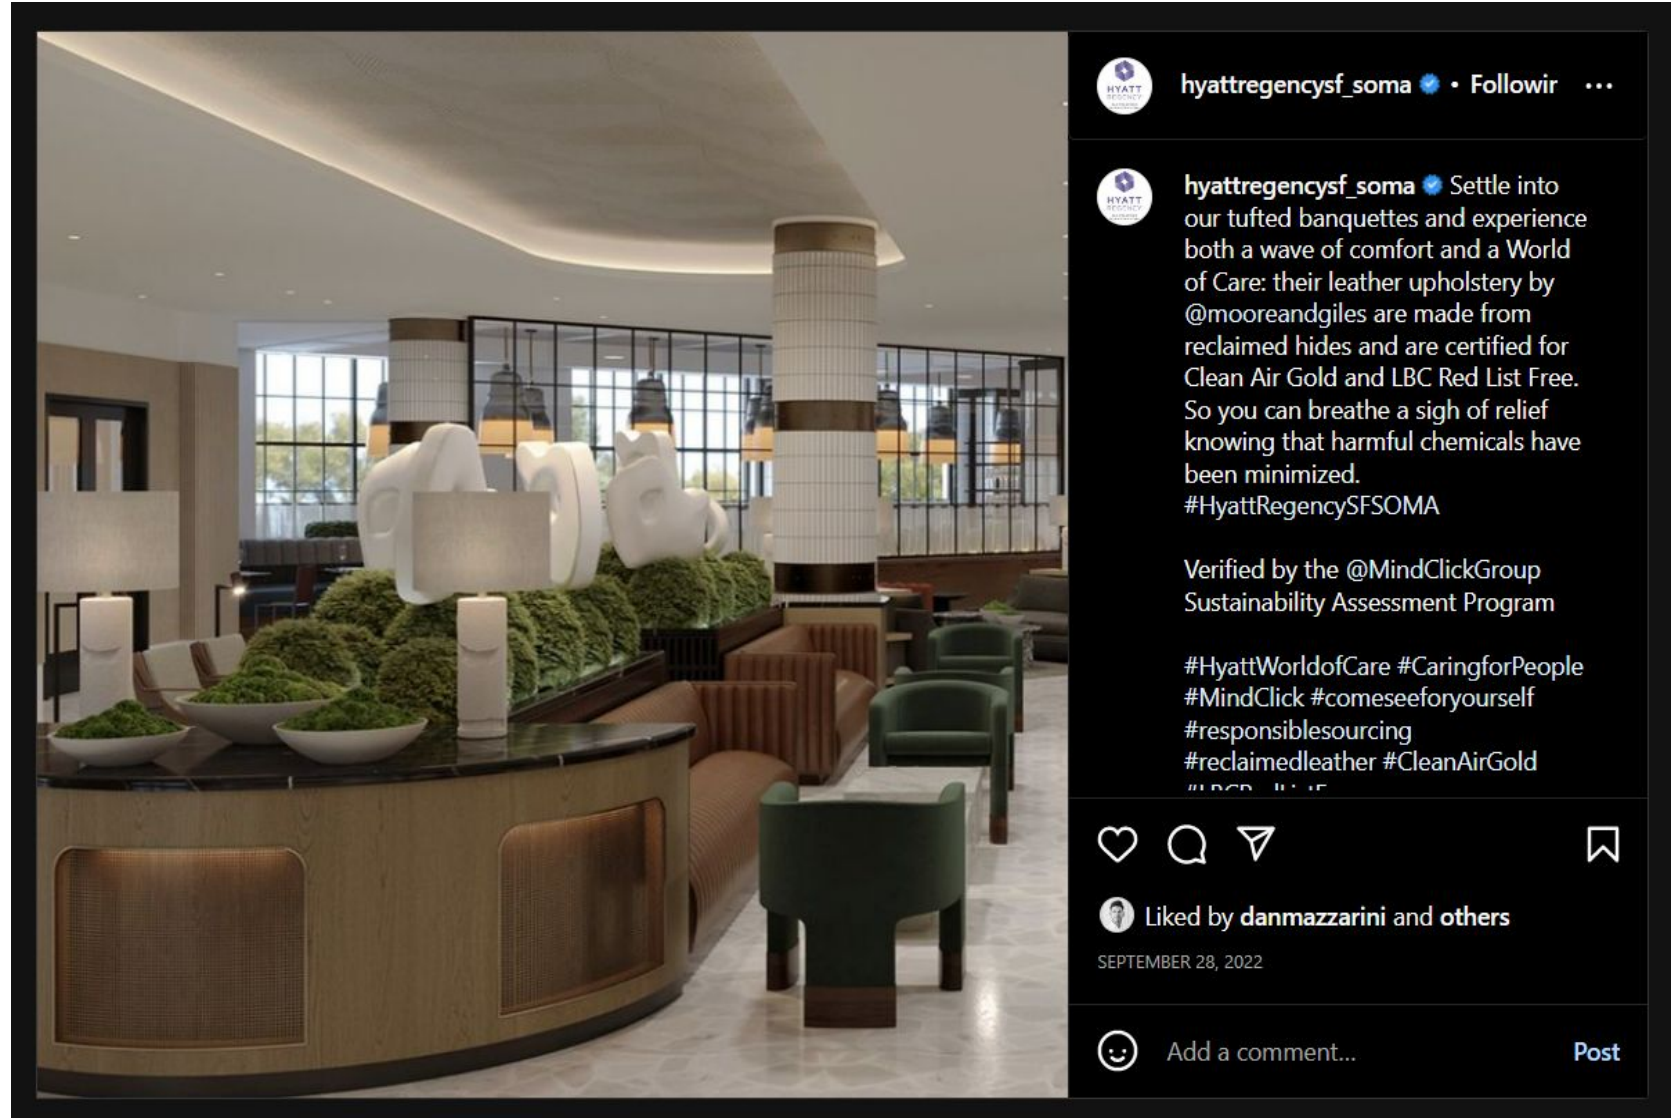 HYATT
REGENCY
hyattregencysf_soma • Followir ...
HYATT
REGENCY
hyattregencysf_soma Settle into
our tufted banquettes and experience
both a wave of comfort and a World
of Care: their leather upholstery by
@mooreandgiles are made from
reclaimed hides and are certified for
Clean Air Gold and LBC Red List Free.
So you can breathe a sigh of relief
knowing that harmful chemicals have
been minimized.
#HyattRegencySFSOMA
Verified by the @MindClickGroup
Sustainability Assessment Program
#HyattWorldofCare #CaringforPeople
#MindClick #comeseeforyourself
#responsiblesourcing
#reclaimedleather #CleanAirGold
Liked by danmazzarini and others
SEPTEMBER 28, 2022
Add a comment...
Post